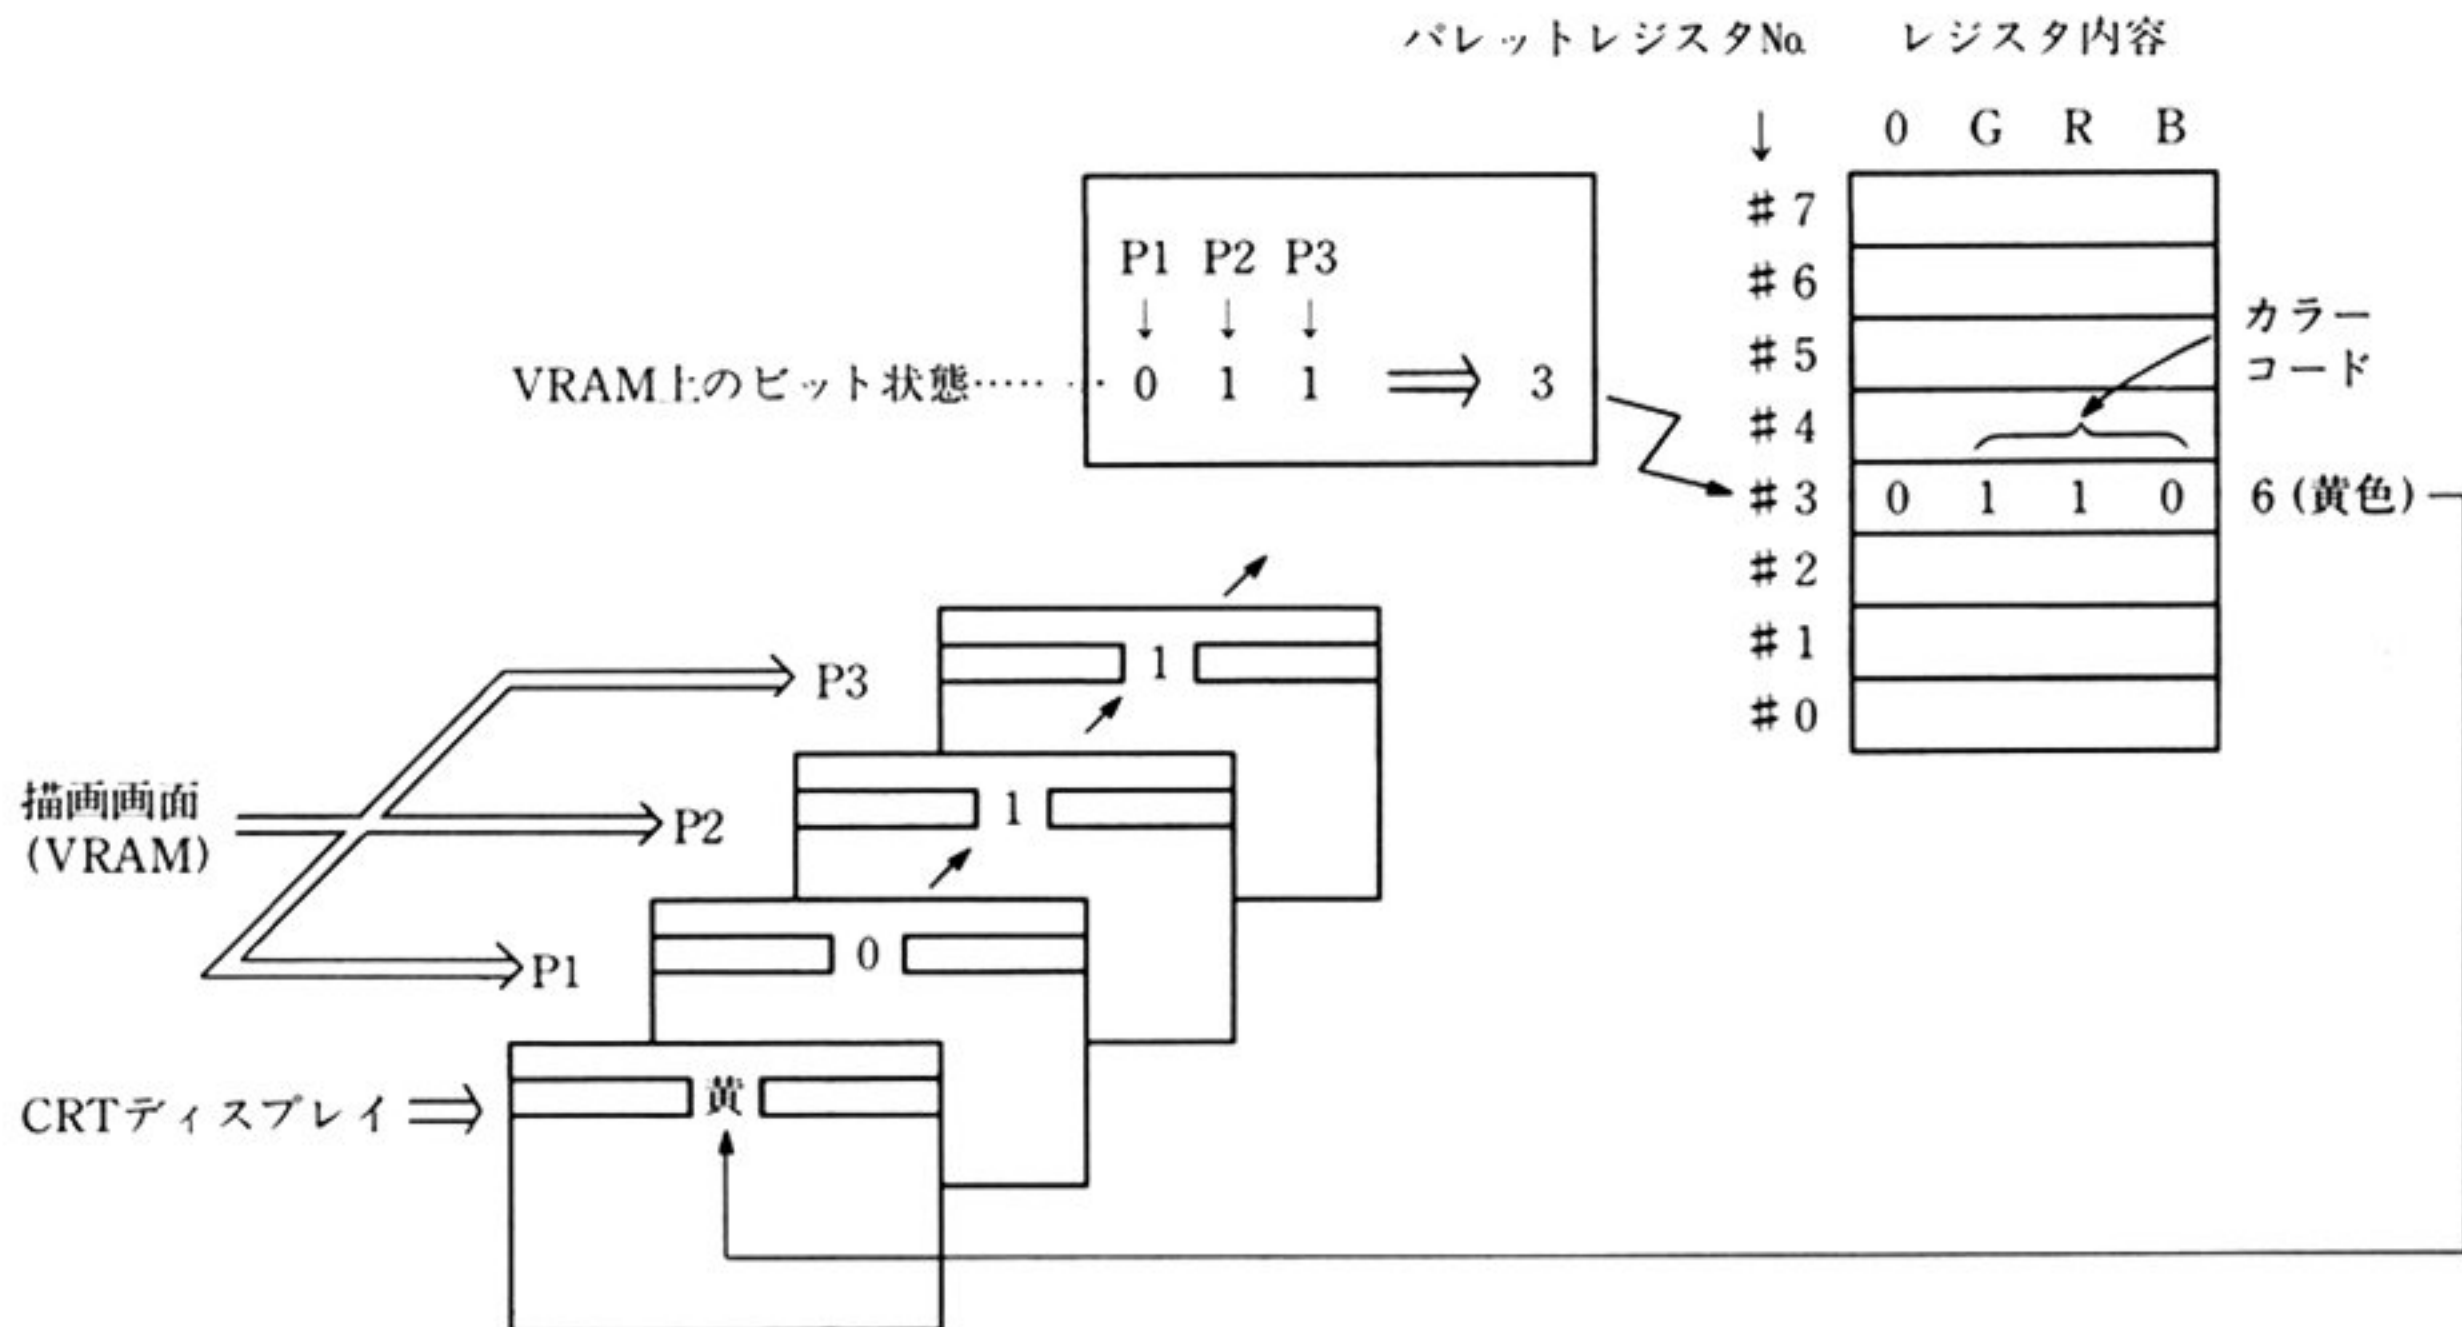 パレットレジスタNo. レジスタ内容
↓ 0 G R B
#7
P1 P2 P3
↓ ↓ ↓
#6
カラー
コード
#5
VRAM上のビット状態‥‥‥‥ 0 1 1 ⇒ 3
#4
#3 0 1 1 0 6(黄色)
#2
#1
#0
P3 1
描画画面
(VRAM)
P2 1
P1 0
CRTディスプレイ ⇒ 黄